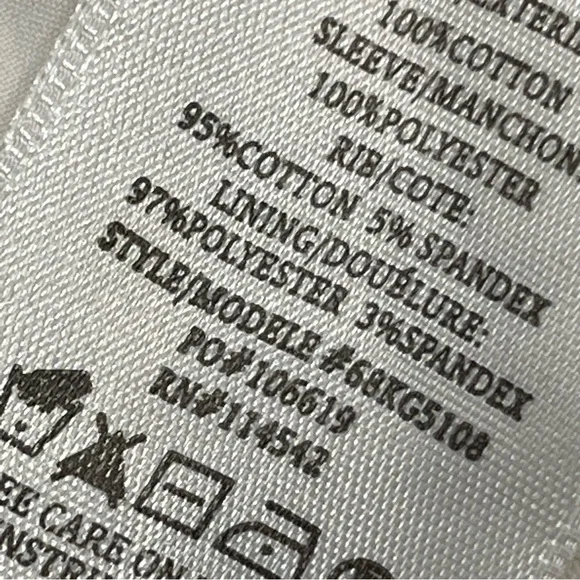 100%COTTON
SLEEVE/MANCHON
100%POLYESTER
RIB/COTE:
95%COTTON 5% SPANDEX
LINING/DOUBLURE:
97%POLYESTER 3%SPANDEX
STYLE/MODELE #68KG5108
PO#106619
RN#114542
CARE ON